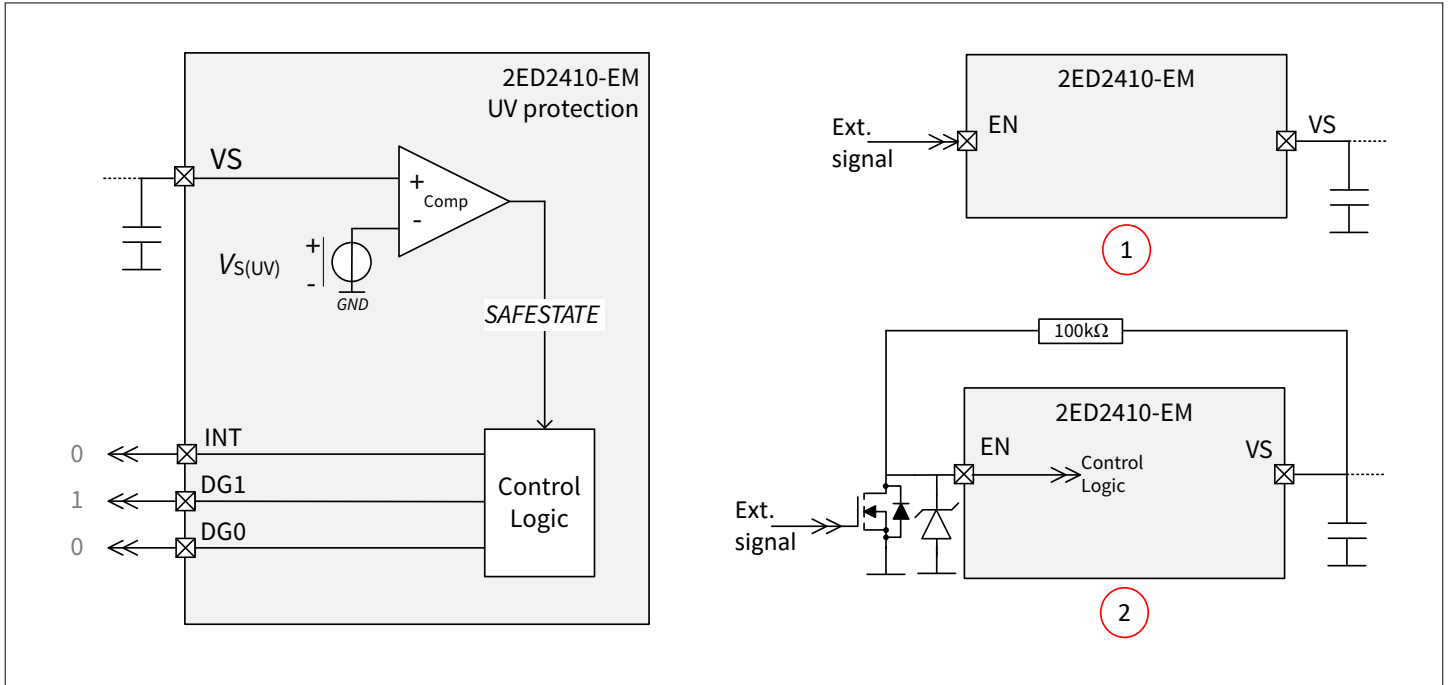 2ED2410-EM
UV protection
VS
+
Comp
-
+
VS(UV)
-
GND
SAFESTATE
INT
0
DG1
1
DG0
0
Control
Logic
2ED2410-EM
Ext.
signal
EN
VS
1
100kΩ
2ED2410-EM
EN
VS
Control
Logic
Ext.
signal
2